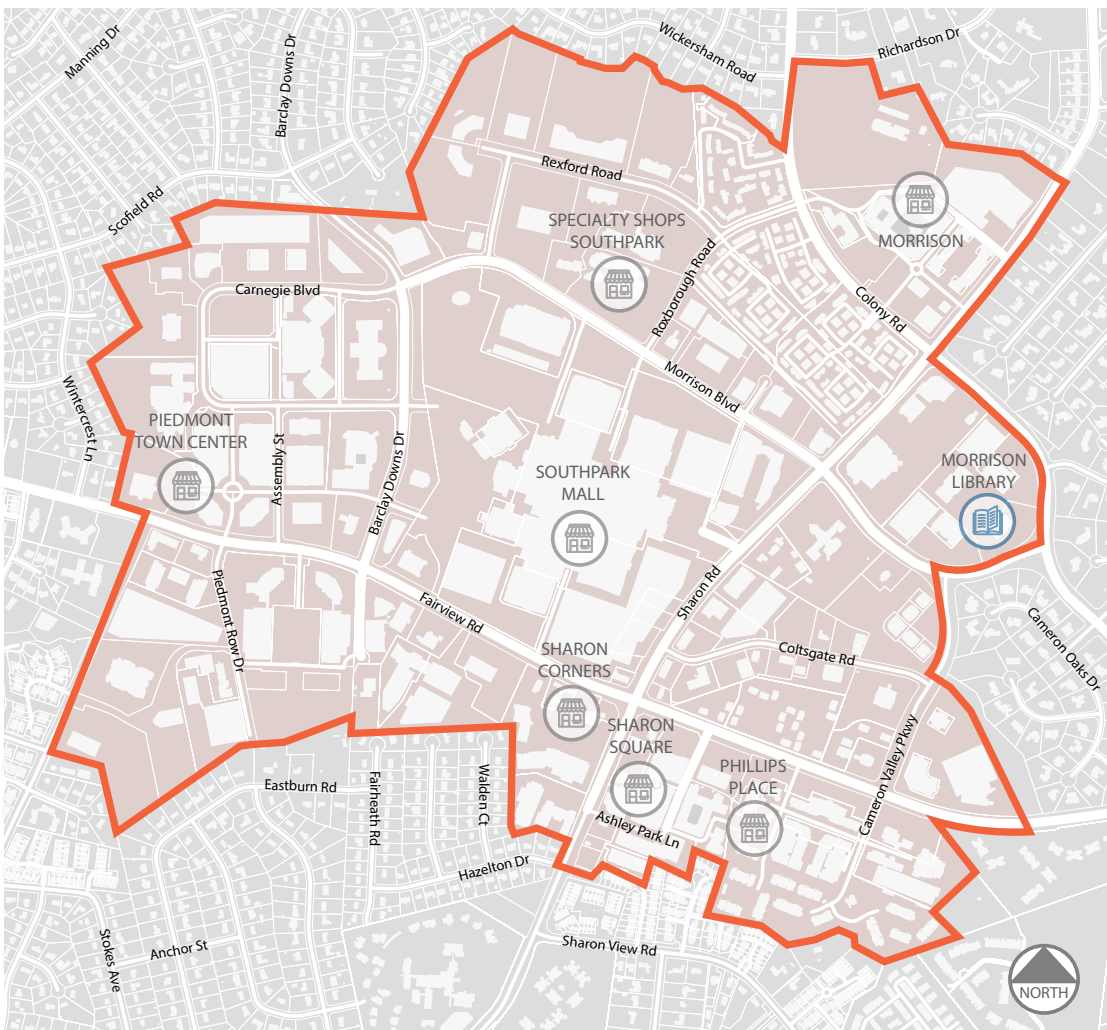 Manning Dr
Barclay Downs Dr
Wickersham Road
Richardson Dr
Scofield Rd
Rexford Road
SPECIALTY SHOPS
SOUTHPARK
MORRISON
Roxborough Road
Carnegie Blvd
Colony Rd
Morrison Blvd
Wintercrest Ln
PIEDMONT
TOWN CENTER
Assembly St
Barclay Downs Dr
SOUTHPARK
MALL
MORRISON
LIBRARY
Piedmont Row Dr
Fairview Rd
Sharon Rd
Cameron Oaks Dr
Coltsgate Rd
SHARON
CORNERS
SHARON
SQUARE
PHILLIPS
PLACE
Cameron Valley Pkwy
Eastburn Rd
Fairheath Rd
Walden Ct
Ashley Park Ln
Hazelton Dr
Stokes Ave
Anchor St
Sharon View Rd
NORTH